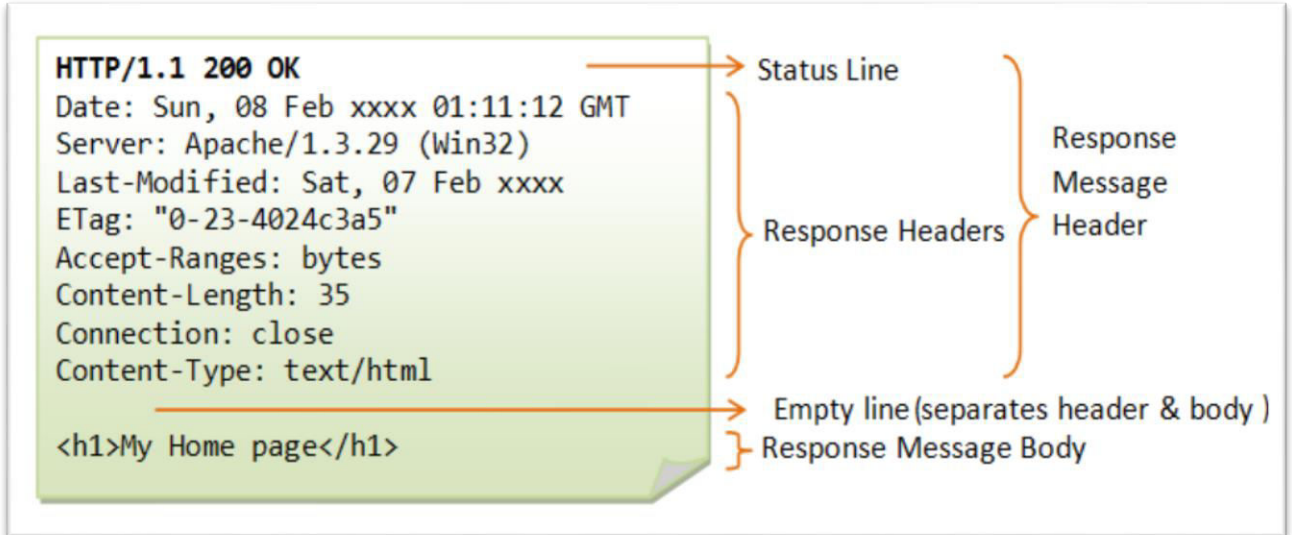 HTTP/1.1 200 OK
Date: Sun, 08 Feb xxxx 01:11:12 GMT
Server: Apache/1.3.29 (Win32)
Last-Modified: Sat, 07 Feb xxxx
ETag: "0-23-4024c3a5"
Accept-Ranges: bytes
Content-Length: 35
Connection: close
Content-Type: text/html
<h1>My Home page</h1>
Status Line
Response Headers
Response
Message
Header
Empty line (separates header & body )
Response Message Body